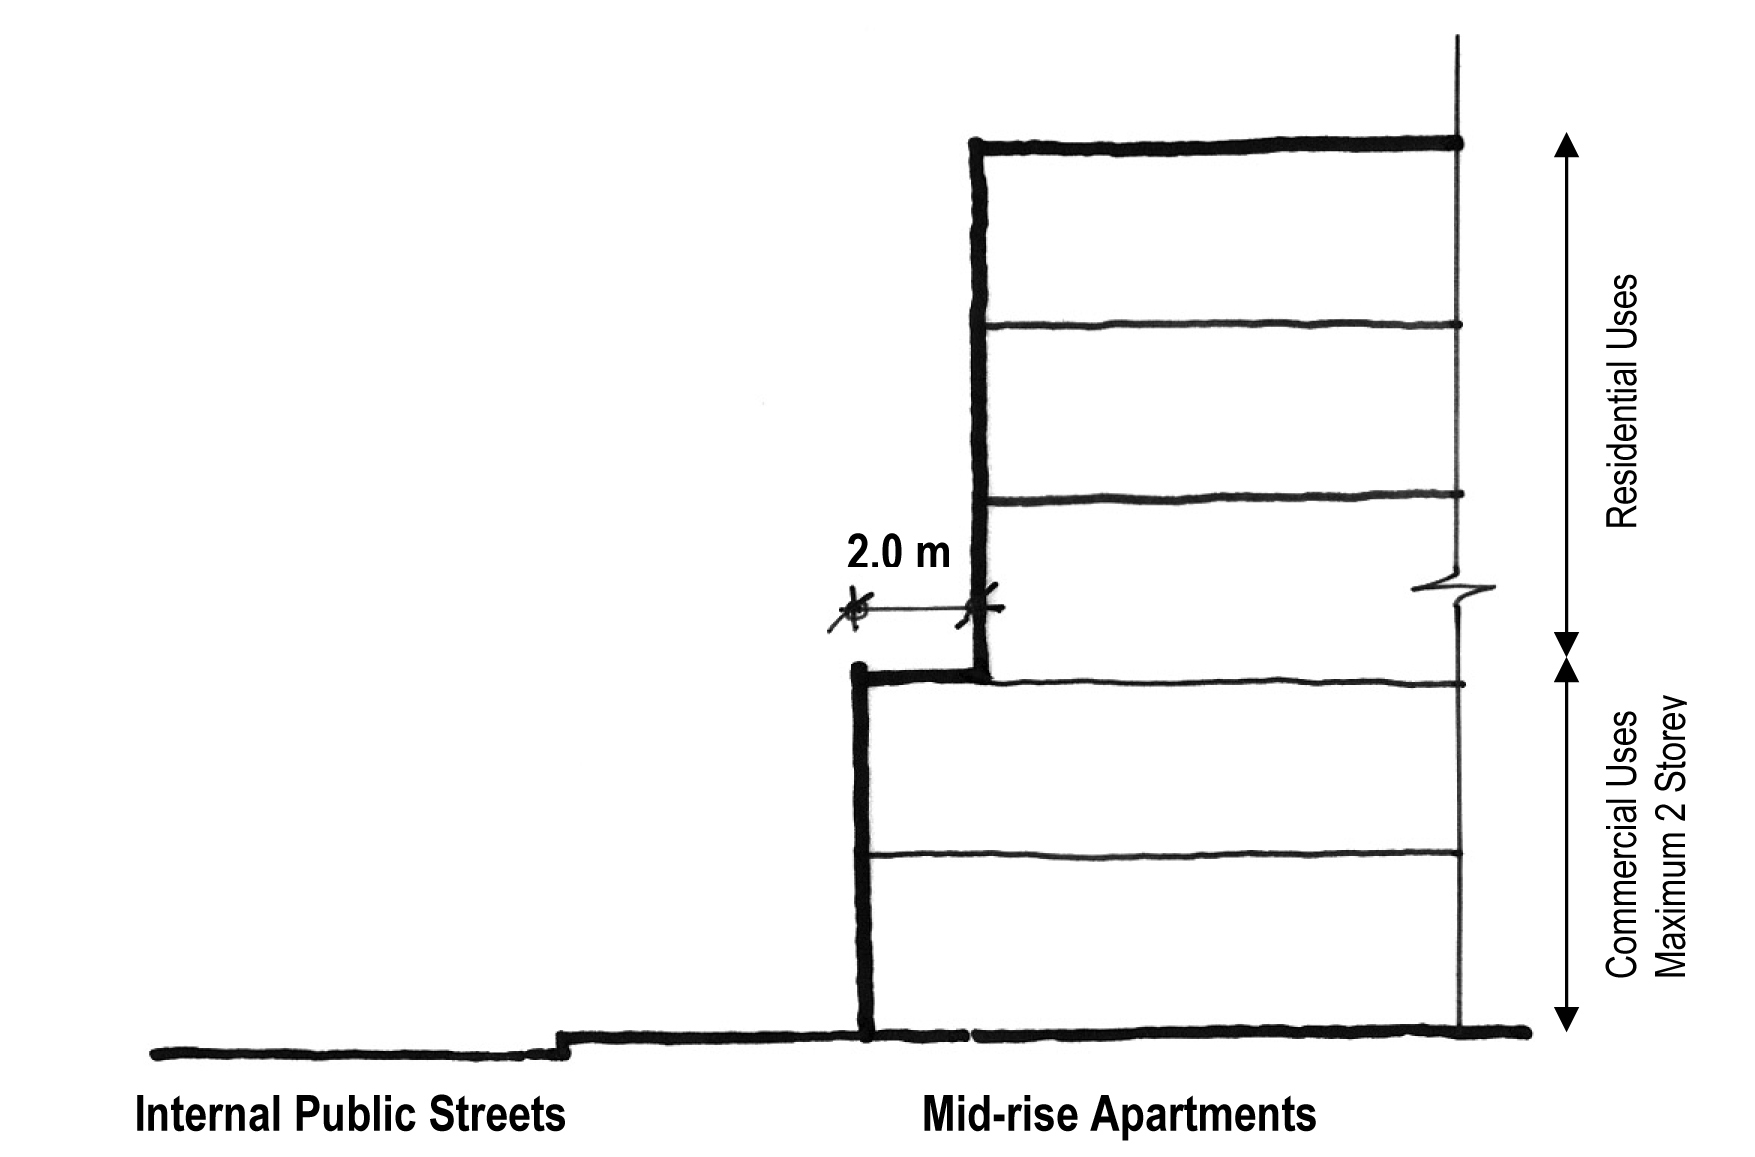 Residential Uses
2.0 m
Commercial Uses
Maximum 2 Storey
Internal Public Streets
Mid-rise Apartments